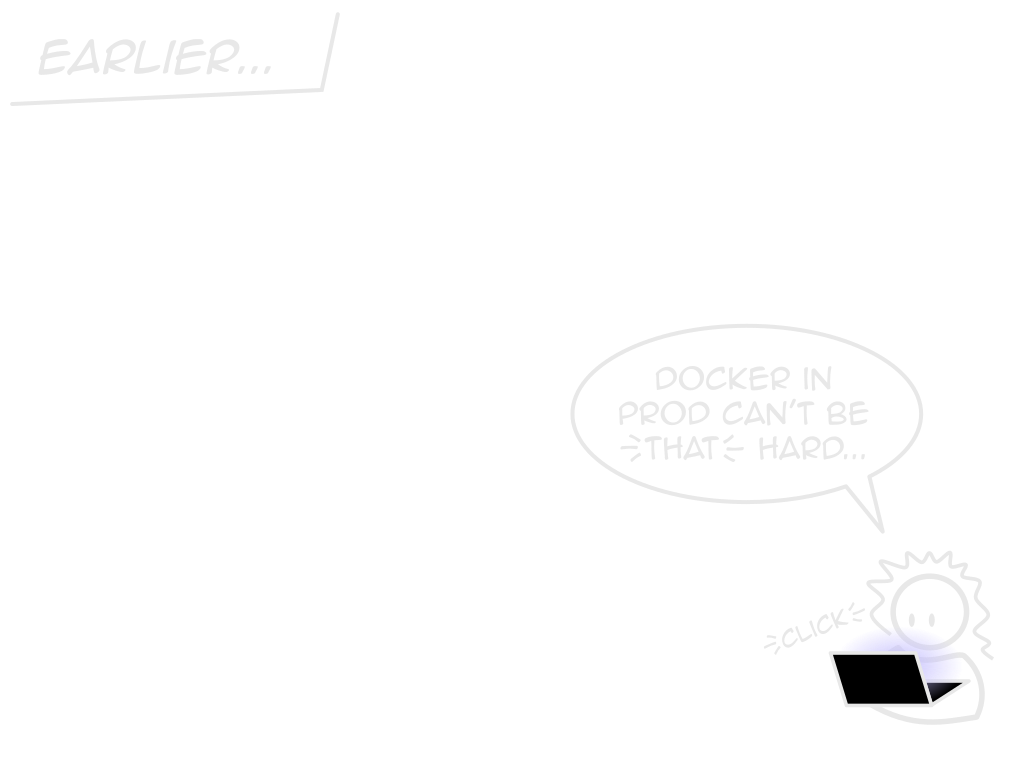 EARLIER...
DOCKER IN
PROD CAN'T BE
THAT HARD...
CLICK